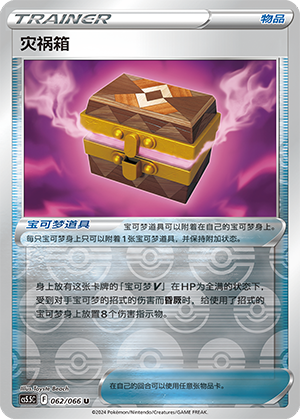 TRAINER 物品
灾祸箱
宝可梦道具 宝可梦道具可以附着在自己的宝可梦身上。
每只宝可梦身上只可以附着1张宝可梦道具,并保持附加状态。
身上放有这张卡牌的「宝可梦V」在HP为全满的状态下,
受到对手宝可梦的招式的伤害而昏厥时,给使用了招式的
宝可梦身上放置8个伤害指示物。
Illus.Toyste Beach
在自己的回合可以使用任意张物品卡。
CS5.5C F 062/066 U
©2024 Pokémon/Nintendo/Creatures/GAME FREAK.